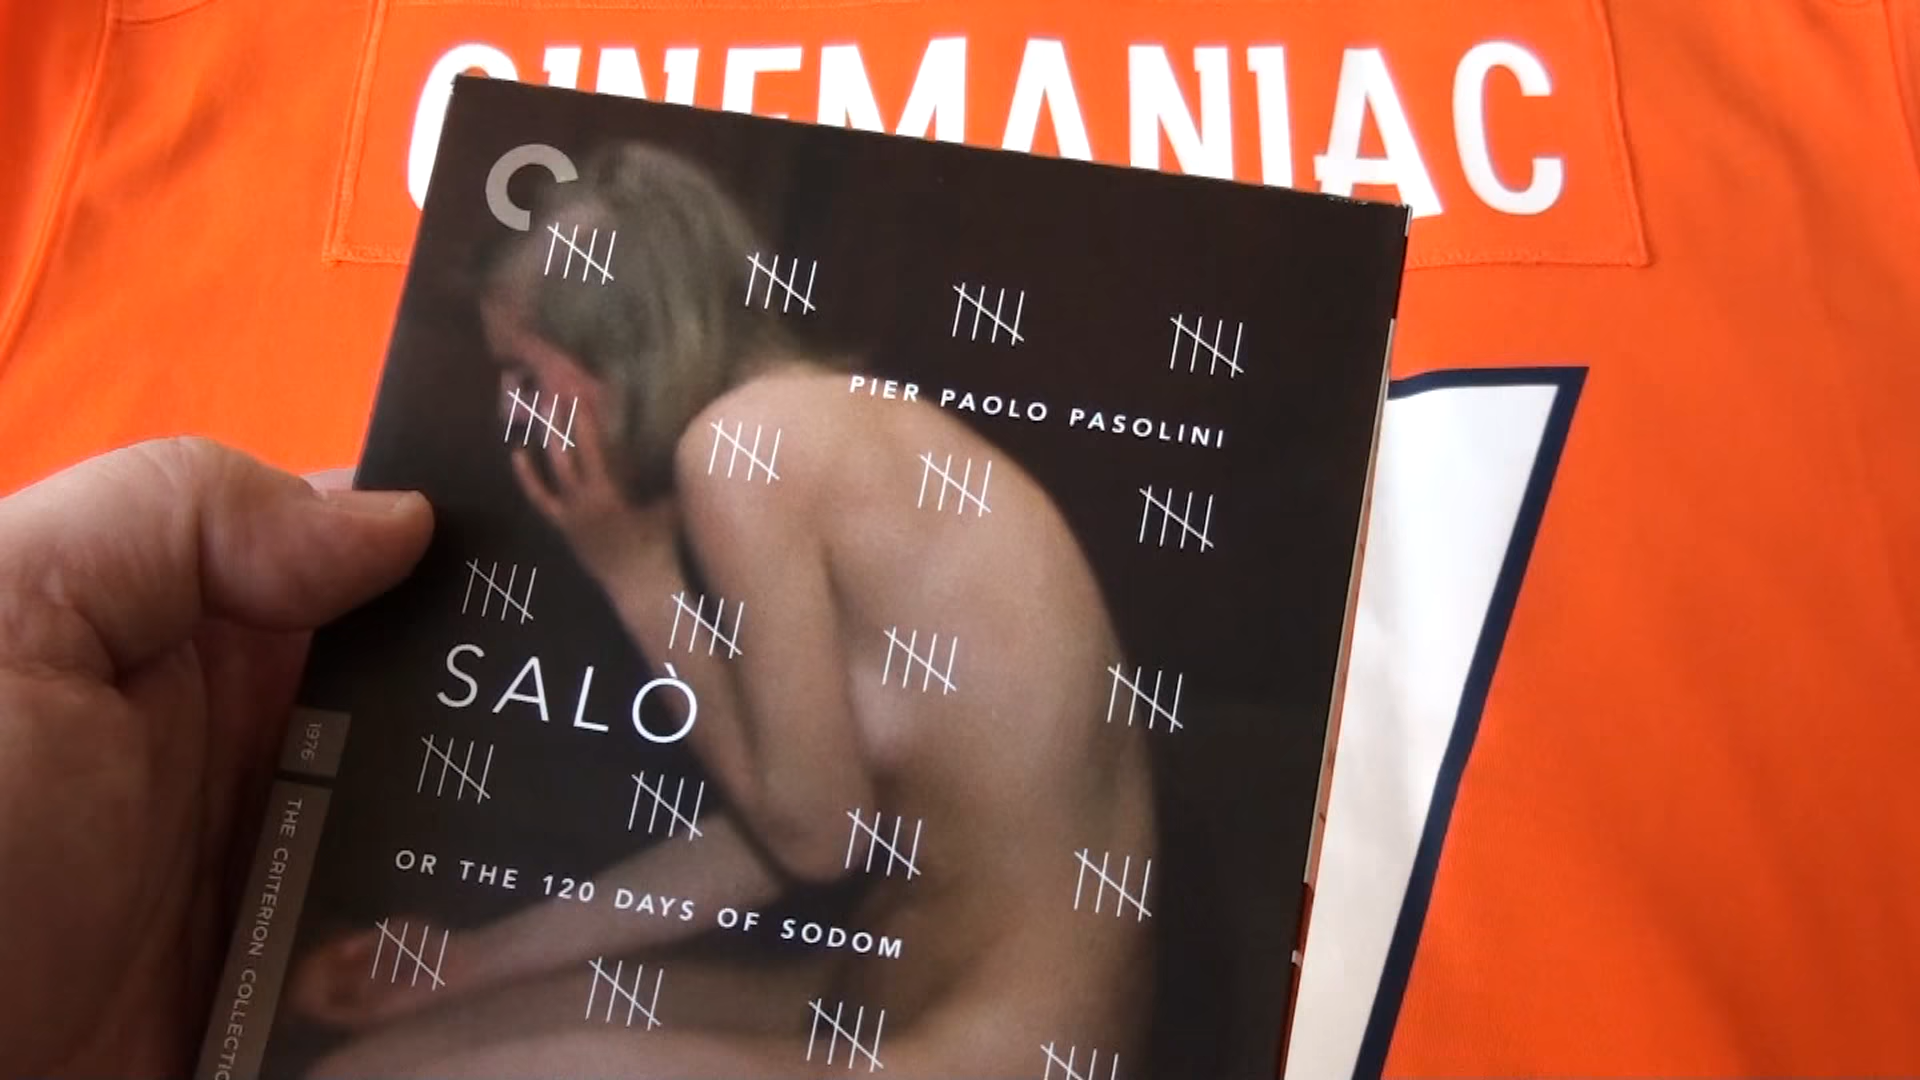 CINEMANIAC
PIER PAOLO PASOLINI
SALÒ
OR THE 120 DAYS OF SODOM
1976
THE CRITERION COLLECTIO